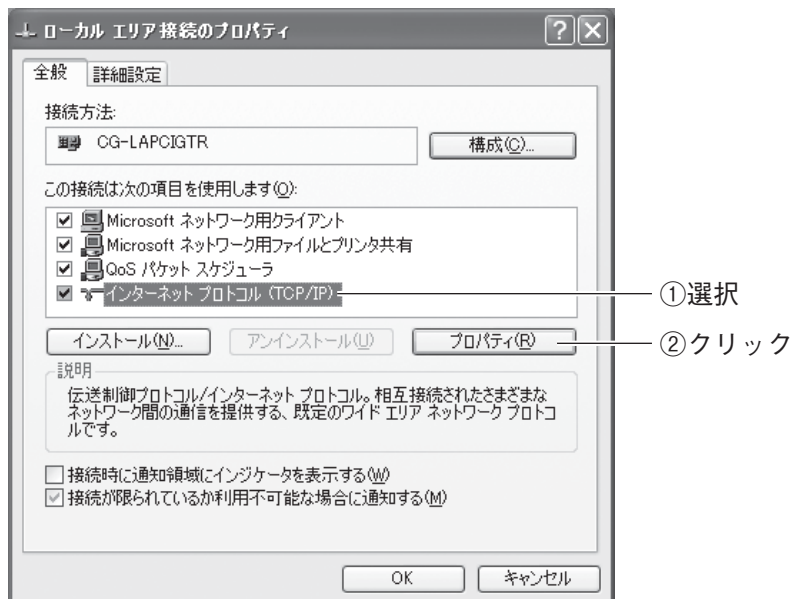 ローカル エリア接続のプロパティ
全般 詳細設定
接続方法:
CG-LAPCIGTR 構成(C)...
この接続は次の項目を使用します(O):
Microsoft ネットワーク用クライアント
Microsoft ネットワーク用ファイルとプリンタ共有
QoS パケット スケジューラ
インターネット プロトコル (TCP/IP) ①選択
インストール(N)... アンインストール(U) プロパティ(R) ②クリック
説明
伝送制御プロトコル/インターネット プロトコル。相互接続されたさまざまな
ネットワーク間の通信を提供する、既定のワイド エリア ネットワーク プロトコ
ルです。
接続時に通知領域にインジケータを表示する(W)
接続が限られているか利用不可能な場合に通知する(M)
OK キャンセル